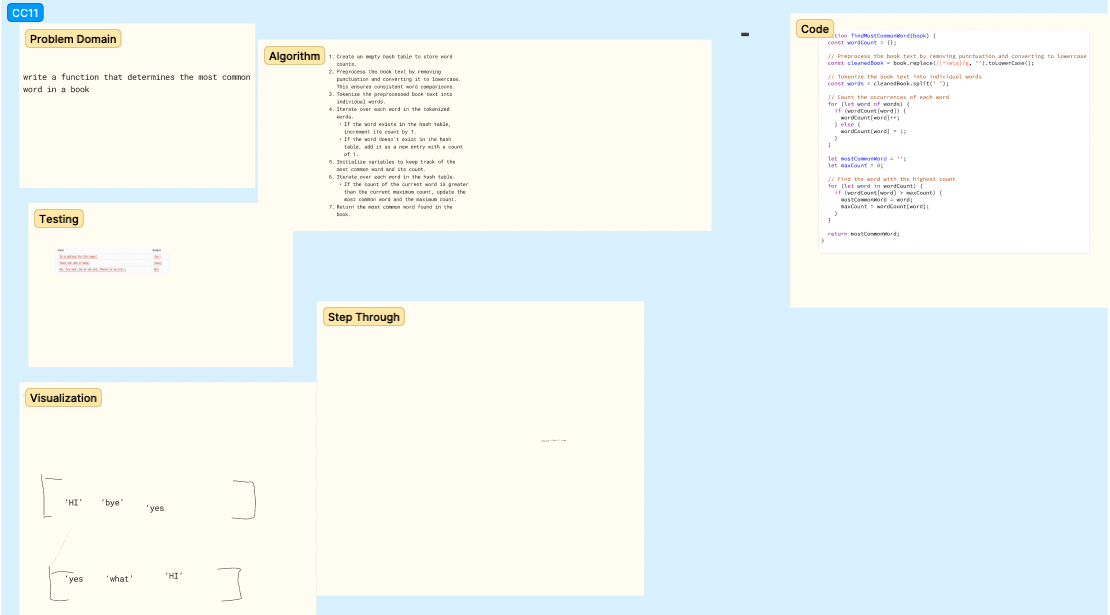 CC11
Problem Domain
write a function that determines the most common
word in a book
Algorithm
1. Create an empty hash table to store word
counts.
2. Preprocess the book text by removing
punctuation and converting it to lowercase.
This ensures consistent word comparisons.
3. Tokenize the preprocessed book text into
individual words.
4. Iterate over each word in the tokenized
words.
• If the word exists in the hash table,
increment its count by 1.
• If the word doesn't exist in the hash
table, add it as a new entry with a count
of 1.
5. Initialize variables to keep track of the
most common word and its count.
6. Iterate over each word in the hash table.
• If the count of the current word is greater
than the current maximum count, update the
most common word and the maximum count.
7. Return the most common word found in the
book.
Code
ction findMostCommonWord(book) {
const wordCount = {};
// Preprocess the book text by removing punctuation and converting to lowercase
const cleanedBook = book.replace(/[^\w\s]/g, '').toLowerCase();
// Tokenize the book text into individual words
const words = cleanedBook.split(' ');
// Count the occurrences of each word
for (let word of words) {
if (wordCount[word]) {
wordCount[word]++;
} else {
wordCount[word] = 1;
}
}
let mostCommonWord = '';
let maxCount = 0;
// Find the word with the highest count
for (let word in wordCount) {
if (wordCount[word] > maxCount) {
mostCommonWord = word;
maxCount = wordCount[word];
}
}
return mostCommonWord;
}
Testing
Step Through
Visualization
'HI' 'bye' 'yes
'yes 'what' 'HI'